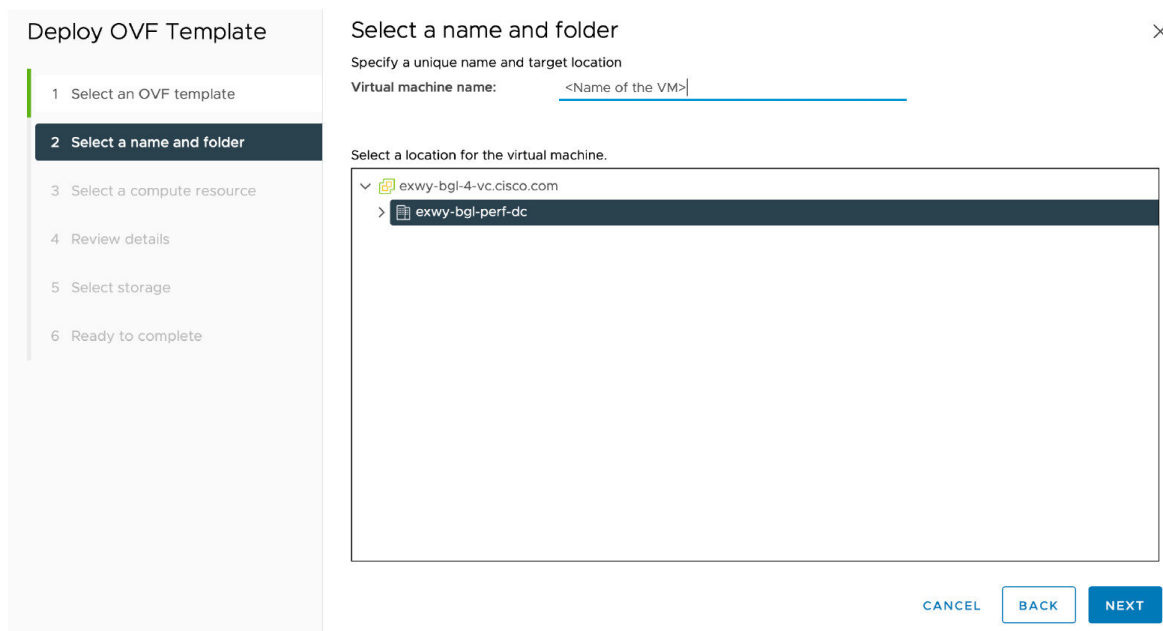 Deploy OVF Template
1 Select an OVF template
2 Select a name and folder
3 Select a compute resource
4 Review details
5 Select storage
6 Ready to complete
Select a name and folder
Specify a unique name and target location
Virtual machine name: <Name of the VM>
Select a location for the virtual machine.
exwy-bgl-4-vc.cisco.com
exwy-bgl-perf-dc
CANCEL BACK NEXT